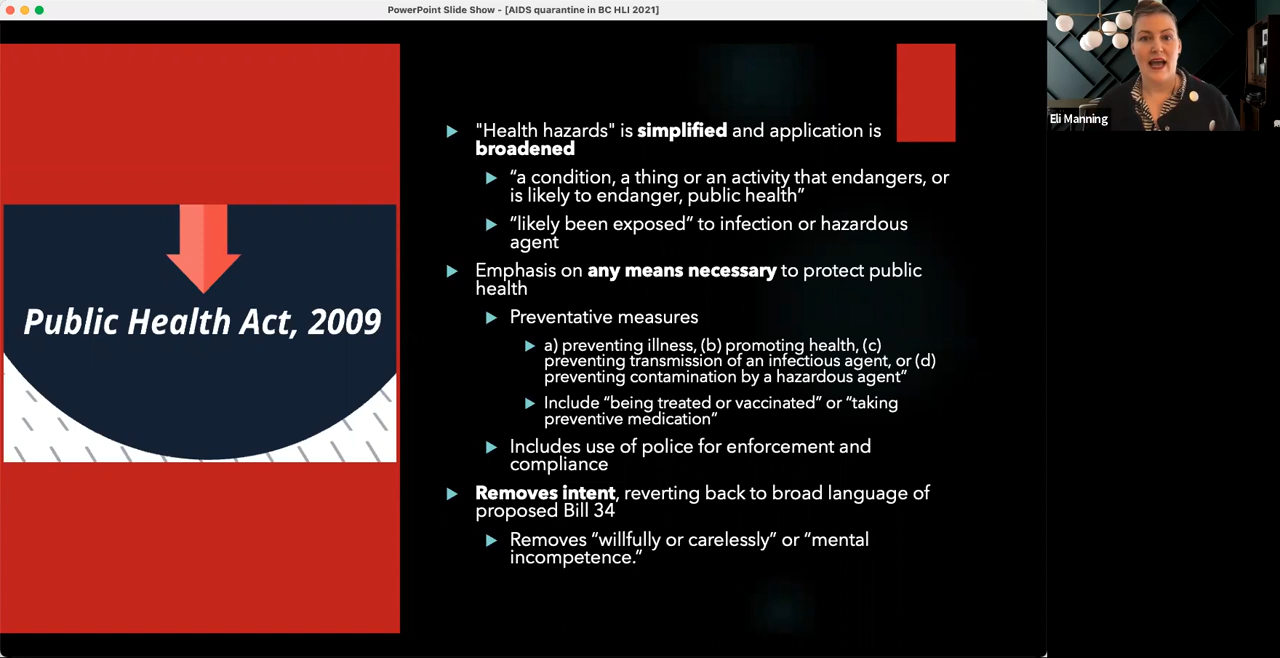 PowerPoint Slide Show - [AIDS quarantine in BC HLI 2021]
Public Health Act, 2009
"Health hazards" is simplified and application is
broadened
“a condition, a thing or an activity that endangers, or
is likely to endanger, public health”
“likely been exposed” to infection or hazardous
agent
Emphasis on any means necessary to protect public
health
Preventative measures
a) preventing illness, (b) promoting health, (c)
preventing transmission of an infectious agent, or (d)
preventing contamination by a hazardous agent”
Include “being treated or vaccinated” or “taking
preventive medication”
Includes use of police for enforcement and
compliance
Removes intent, reverting back to broad language of
proposed Bill 34
Removes “willfully or carelessly” or “mental
incompetence.”
Eli Manning